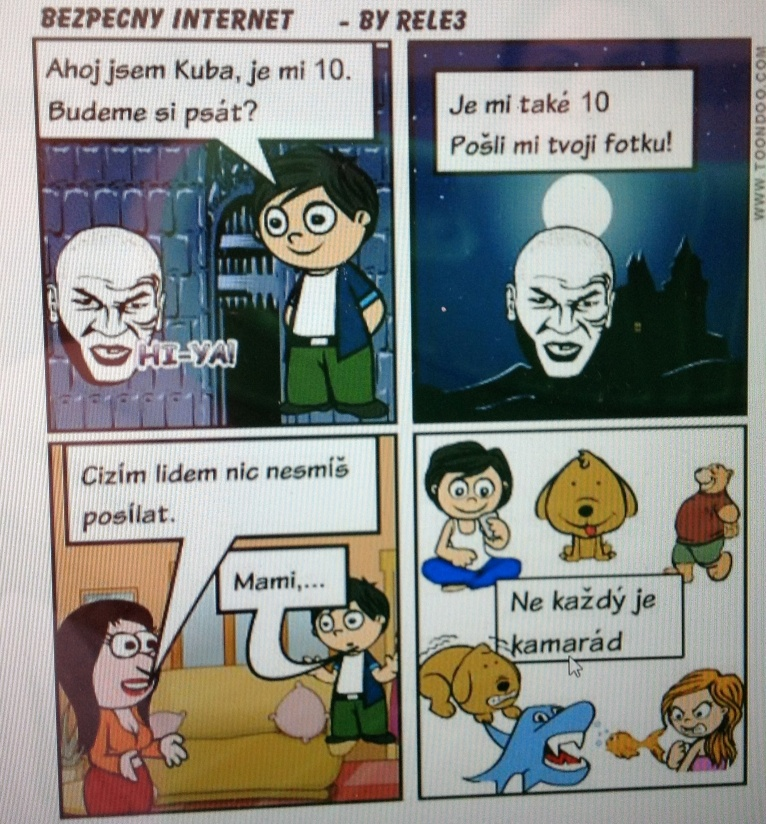 BEZPECNY INTERNET - BY RELE3
Ahoj jsem Kuba, je mi 10.
Budeme si psát?
HI-YA!
Je mi také 10
Pošli mi tvoji fotku!
WWW.TOONDOO.COM
Cizím lidem nic nesmíš
posílat.
Mami,...
Ne každý je
kamarád